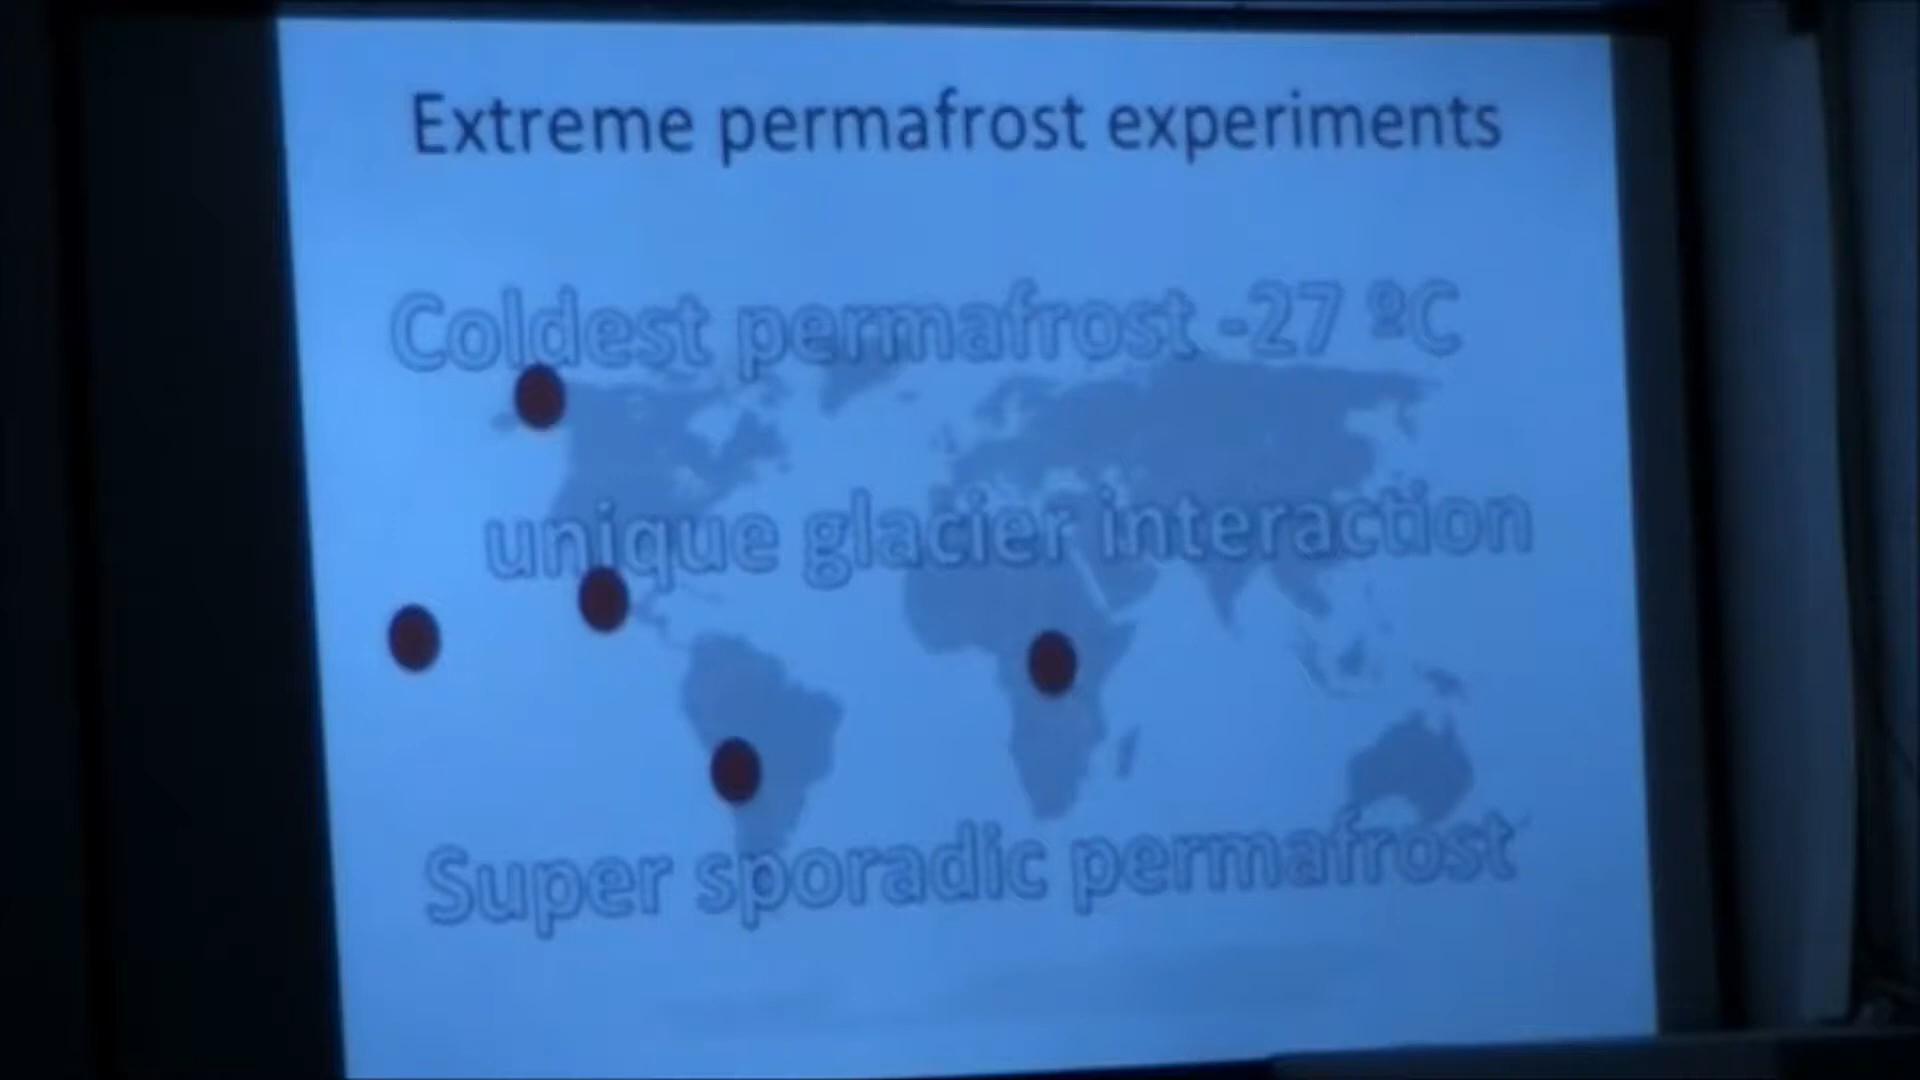 Extreme permafrost experiments
Coldest permafrost -27 ºC
unique glacier interaction
Super sporadic permafrost